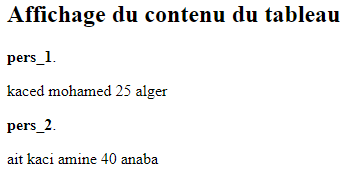 Affichage du contenu du tableau
pers_1.
kaced mohamed 25 alger
pers_2.
ait kaci amine 40 anaba